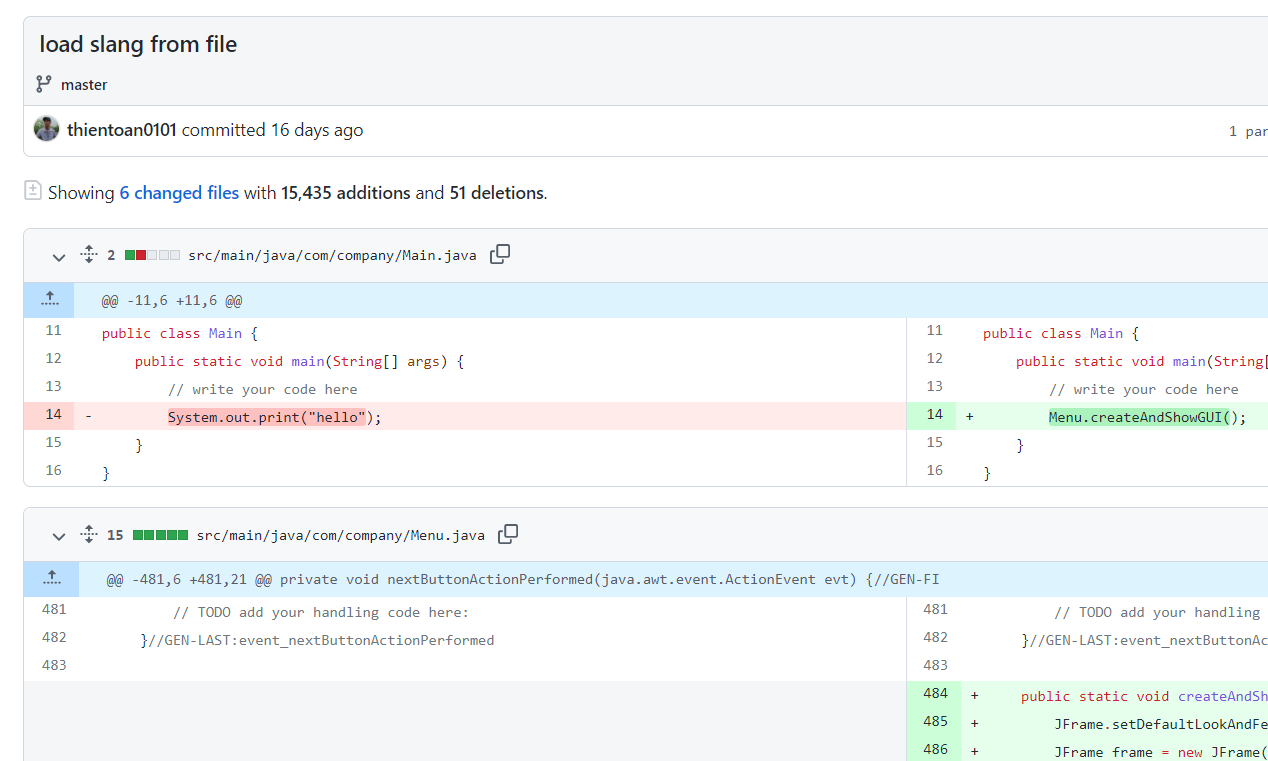 load slang from file
master
thientoan0101 committed 16 days ago
1 par
Showing 6 changed files with 15,435 additions and 51 deletions.
2 src/main/java/com/company/Main.java
@@ -11,6 +11,6 @@
11 public class Main { 11 public class Main {
12 public static void main(String[] args) { 12 public static void main(String[
13 // write your code here 13 // write your code here
14 - System.out.print("hello"); 14 + Menu.createAndShowGUI();
15 } 15 }
16 } 16 }
15 src/main/java/com/company/Menu.java
@@ -481,6 +481,21 @@ private void nextButtonActionPerformed(java.awt.event.ActionEvent evt) {//GEN-FI
481 // TODO add your handling code here: 481 // TODO add your handling
482 }//GEN-LAST:event_nextButtonActionPerformed 482 }//GEN-LAST:event_nextButtonAc
483 483
484 + public static void createAndSh
485 + JFrame.setDefaultLookAndFe
486 + JFrame frame = new JFrame(